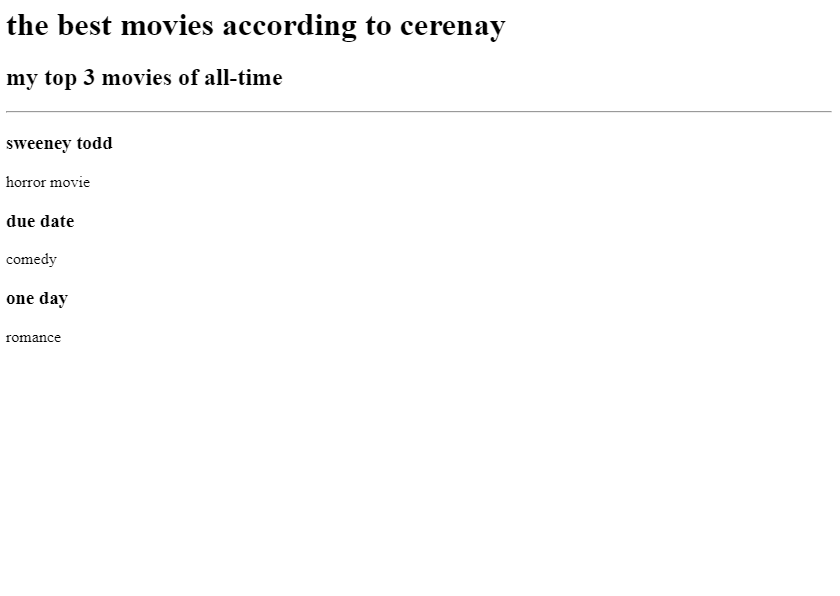 the best movies according to cerenay
my top 3 movies of all-time
sweeney todd
horror movie
due date
comedy
one day
romance